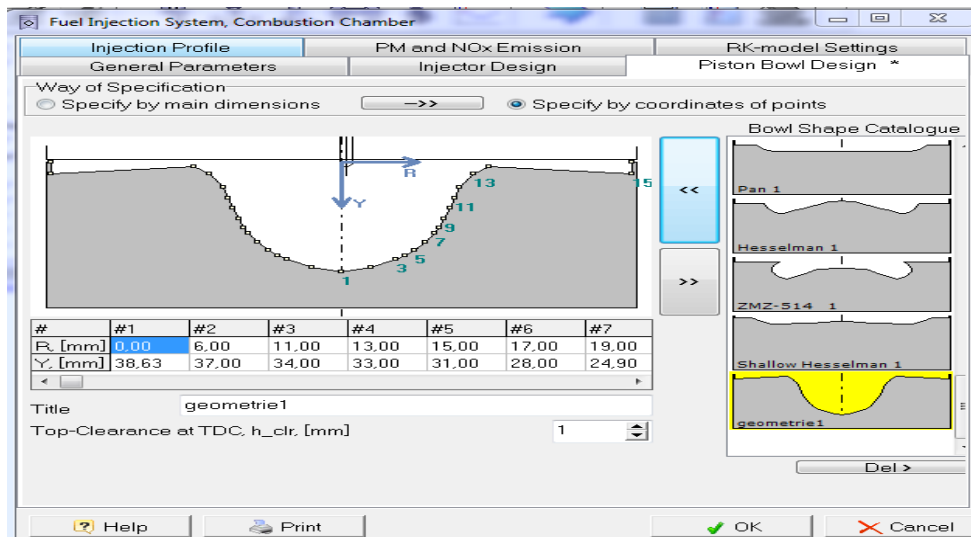 Fuel Injection System, Combustion Chamber
Injection Profile PM and NOx Emission RK-model Settings
General Parameters Injector Design Piston Bowl Design *
Way of Specification
Specify by main dimensions —>> Specify by coordinates of points
Bowl Shape Catalogue
R
Y
1
3
5
7
9
11
13
15
<<
>>
Pan 1
Hesselman 1
ZMZ-514 1
Shallow Hesselman 1
geometrie1
# #1 #2 #3 #4 #5 #6 #7
R, [mm] 0,00 6,00 11,00 13,00 15,00 17,00 19,00
Y, [mm] 38,63 37,00 34,00 33,00 31,00 28,00 24,90
Title geometrie1
Top-Clearance at TDC, h_clr, [mm] 1
Del >
Help Print OK Cancel